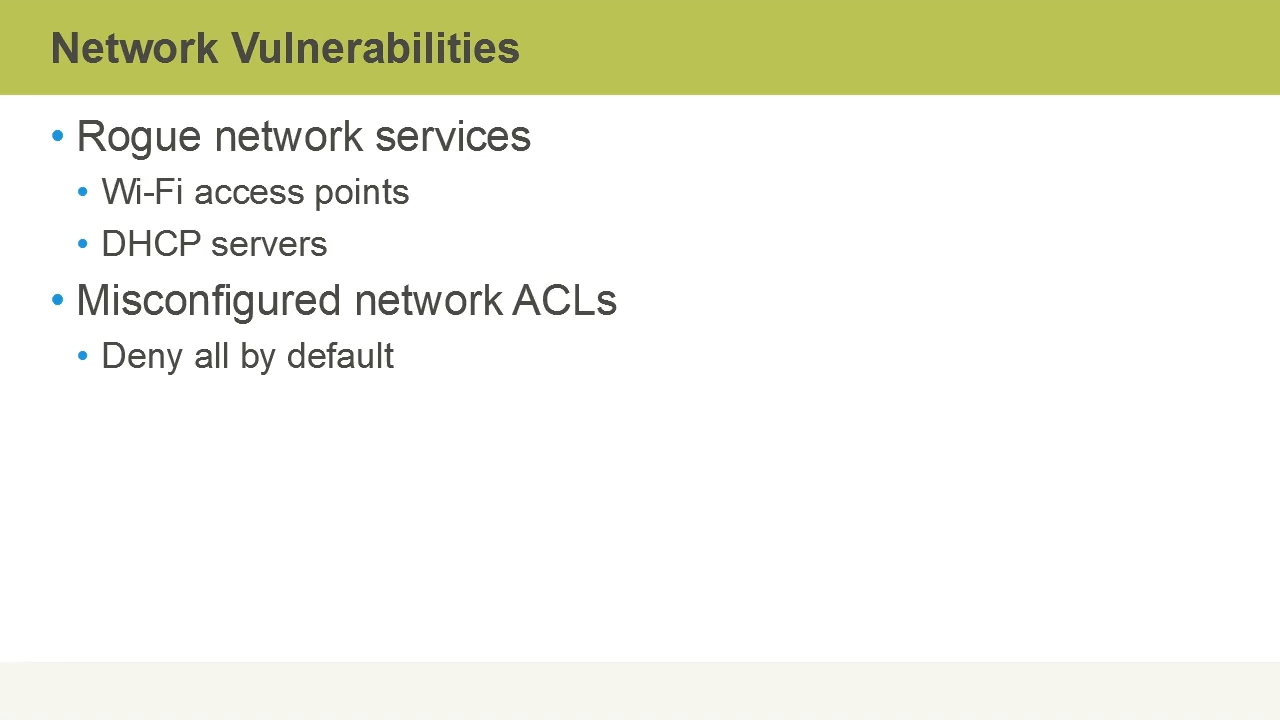 Network Vulnerabilities
• Rogue network services
• Wi-Fi access points
• DHCP servers
• Misconfigured network ACLs
• Deny all by default